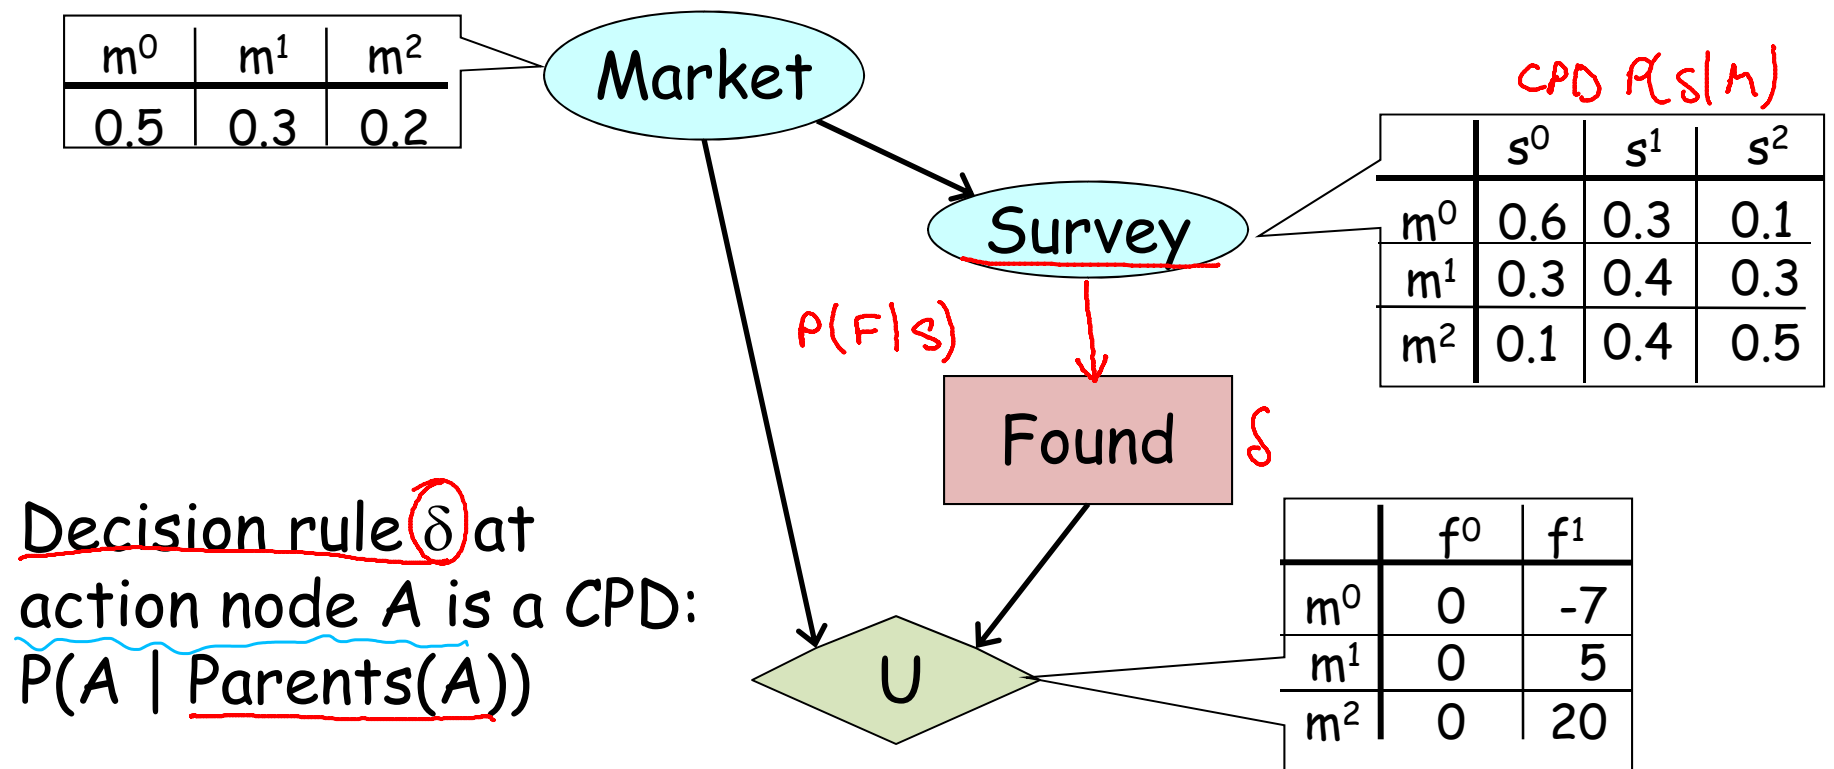 m⁰ m¹ m²
0.5 0.3 0.2
Market
CPD P(S|M)
s⁰ s¹ s²
m⁰ 0.6 0.3 0.1
m¹ 0.3 0.4 0.3
m² 0.1 0.4 0.5
Survey
P(F|S)
Found δ
Decision rule δ at
action node A is a CPD:
P(A | Parents(A))
U
f⁰ f¹
m⁰ 0 -7
m¹ 0 5
m² 0 20